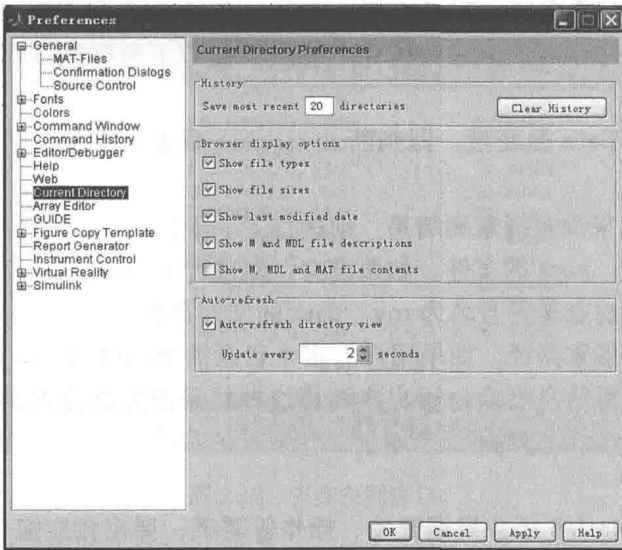 Preferences
General
MAT-Files
Confirmation Dialogs
Source Control
Fonts
Colors
Command Window
Command History
Editor/Debugger
Help
Web
Current Directory
Array Editor
GUIDE
Figure Copy Template
Report Generator
Instrument Control
Virtual Reality
Simulink
Current Directory Preferences
History
Save most recent 20 directories
Clear History
Browser display options
Show file types
Show file sizes
Show last modified date
Show M and MDL file descriptions
Show M, MDL and MAT file contents
Auto-refresh
Auto-refresh directory view
Update every 2 seconds
OK Cancel Apply Help